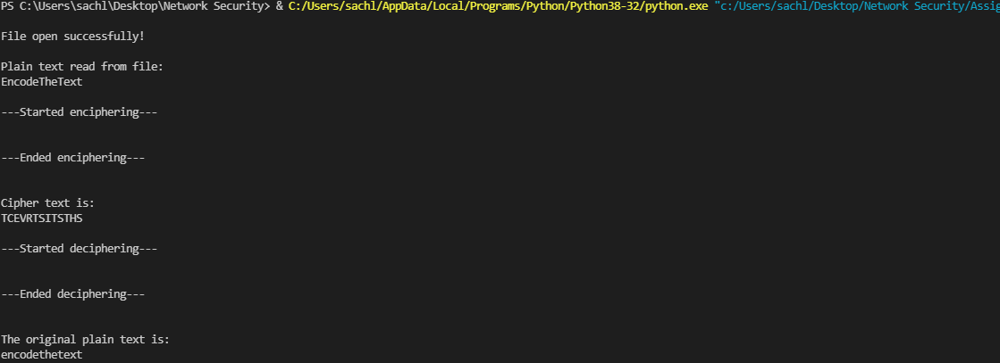 PS C:\Users\sachl\Desktop\Network Security> & C:/Users/sachl/AppData/Local/Programs/Python/Python38-32/python.exe "c:/Users/sachl/Desktop/Network Security/Assig
File open successfully!
Plain text read from file:
EncodeTheText
---Started enciphering---
---Ended enciphering---
Cipher text is:
TCEVRTSITSTHS
---Started deciphering---
---Ended deciphering---
The original plain text is:
encodethetext